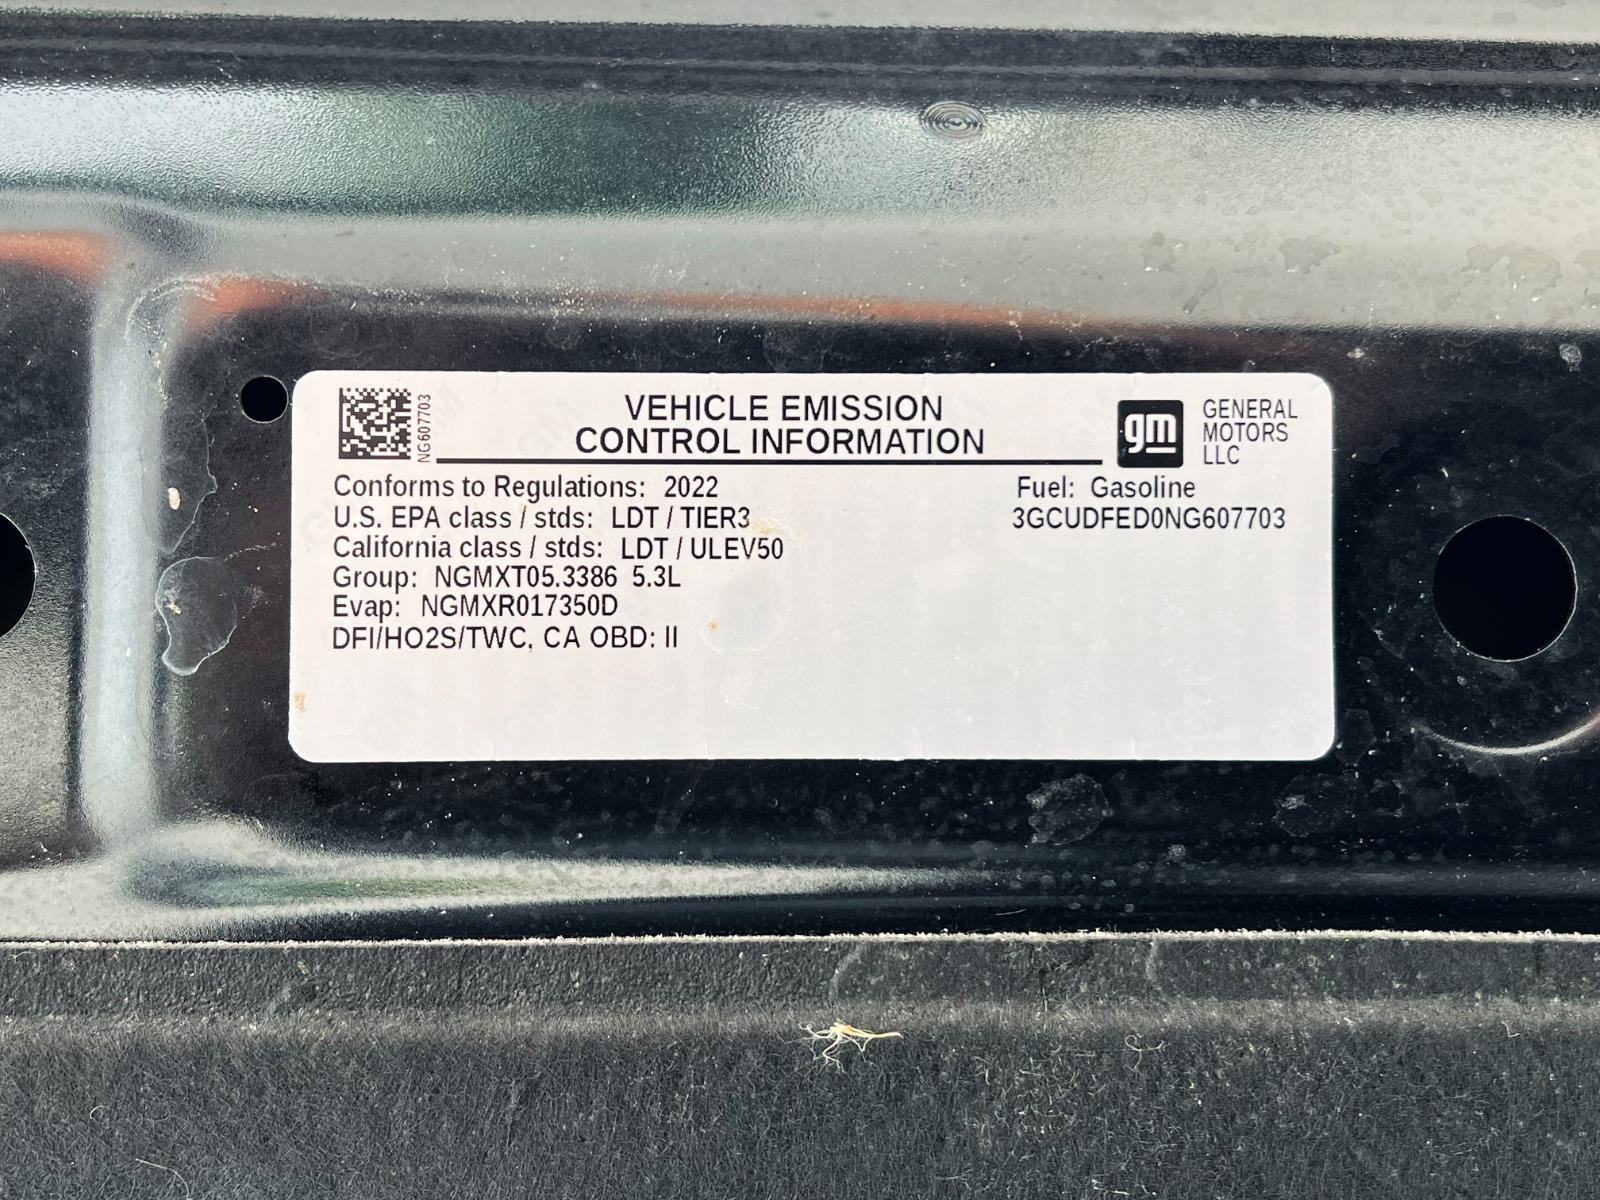 NG607703
VEHICLE EMISSION
CONTROL INFORMATION
gm
GENERAL
MOTORS
LLC
Conforms to Regulations: 2022
U.S. EPA class / stds: LDT / TIER3
California class / stds: LDT / ULEV50
Group: NGMXT05.3386 5.3L
Evap: NGMXR017350D
DFI/HO2S/TWC, CA OBD: II
Fuel: Gasoline
3GCUDFED0NG607703